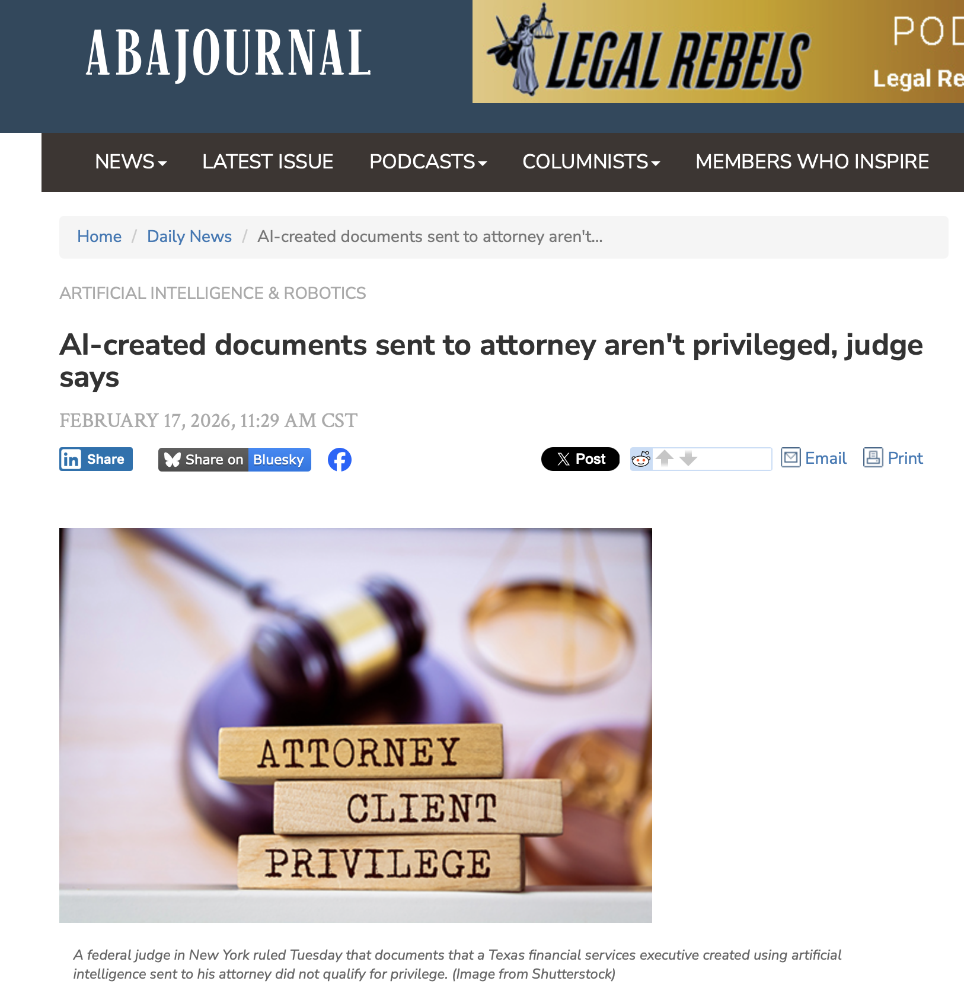 ABAJOURNAL
LEGAL REBELS
POD
Legal Re
NEWS LATEST ISSUE PODCASTS COLUMNISTS MEMBERS WHO INSPIRE
Home / Daily News / AI-created documents sent to attorney aren't...
ARTIFICIAL INTELLIGENCE & ROBOTICS
AI-created documents sent to attorney aren't privileged, judge
says
FEBRUARY 17, 2026, 11:29 AM CST
in Share Share on Bluesky Post Email Print
ATTORNEY
CLIENT
PRIVILEGE
A federal judge in New York ruled Tuesday that documents that a Texas financial services executive created using artificial
intelligence sent to his attorney did not qualify for privilege. (Image from Shutterstock)